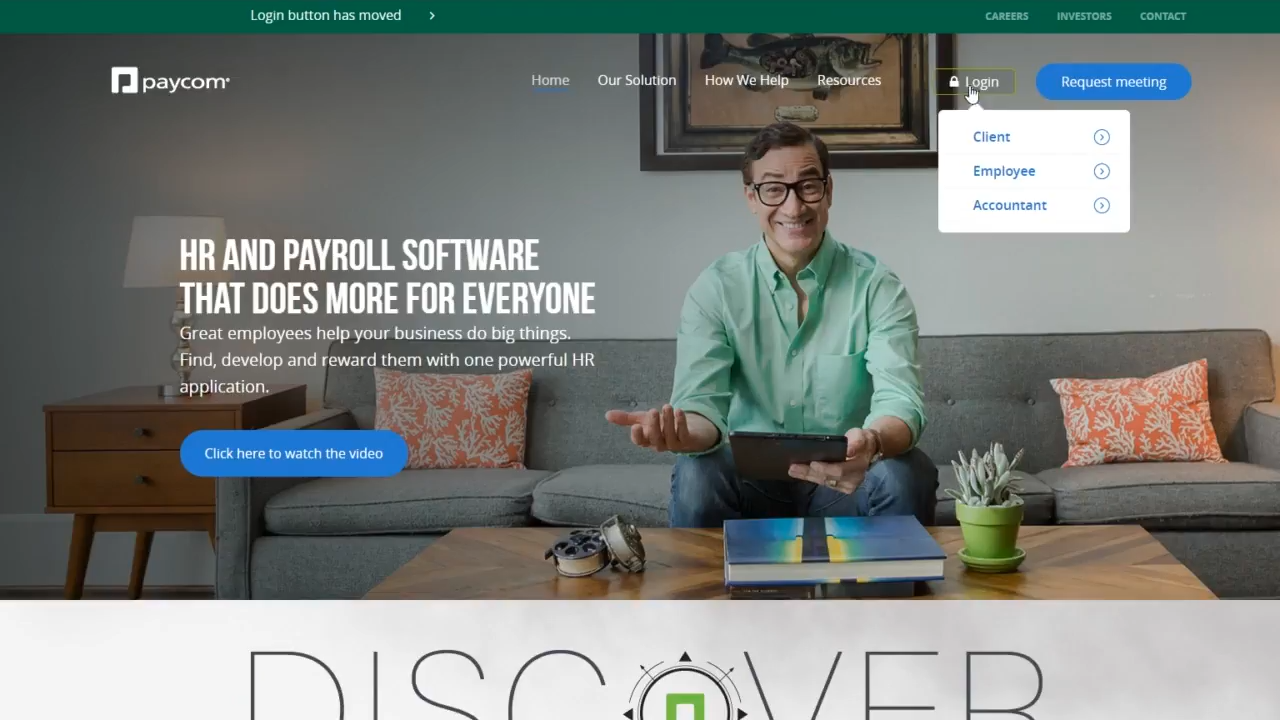 Login button has moved
CAREERS INVESTORS CONTACT
paycom
Home Our Solution How We Help Resources Login Request meeting
Client
Employee
Accountant
HR AND PAYROLL SOFTWARE
THAT DOES MORE FOR EVERYONE
Great employees help your business do big things.
Find, develop and reward them with one powerful HR
application.
Click here to watch the video
DISCOVER